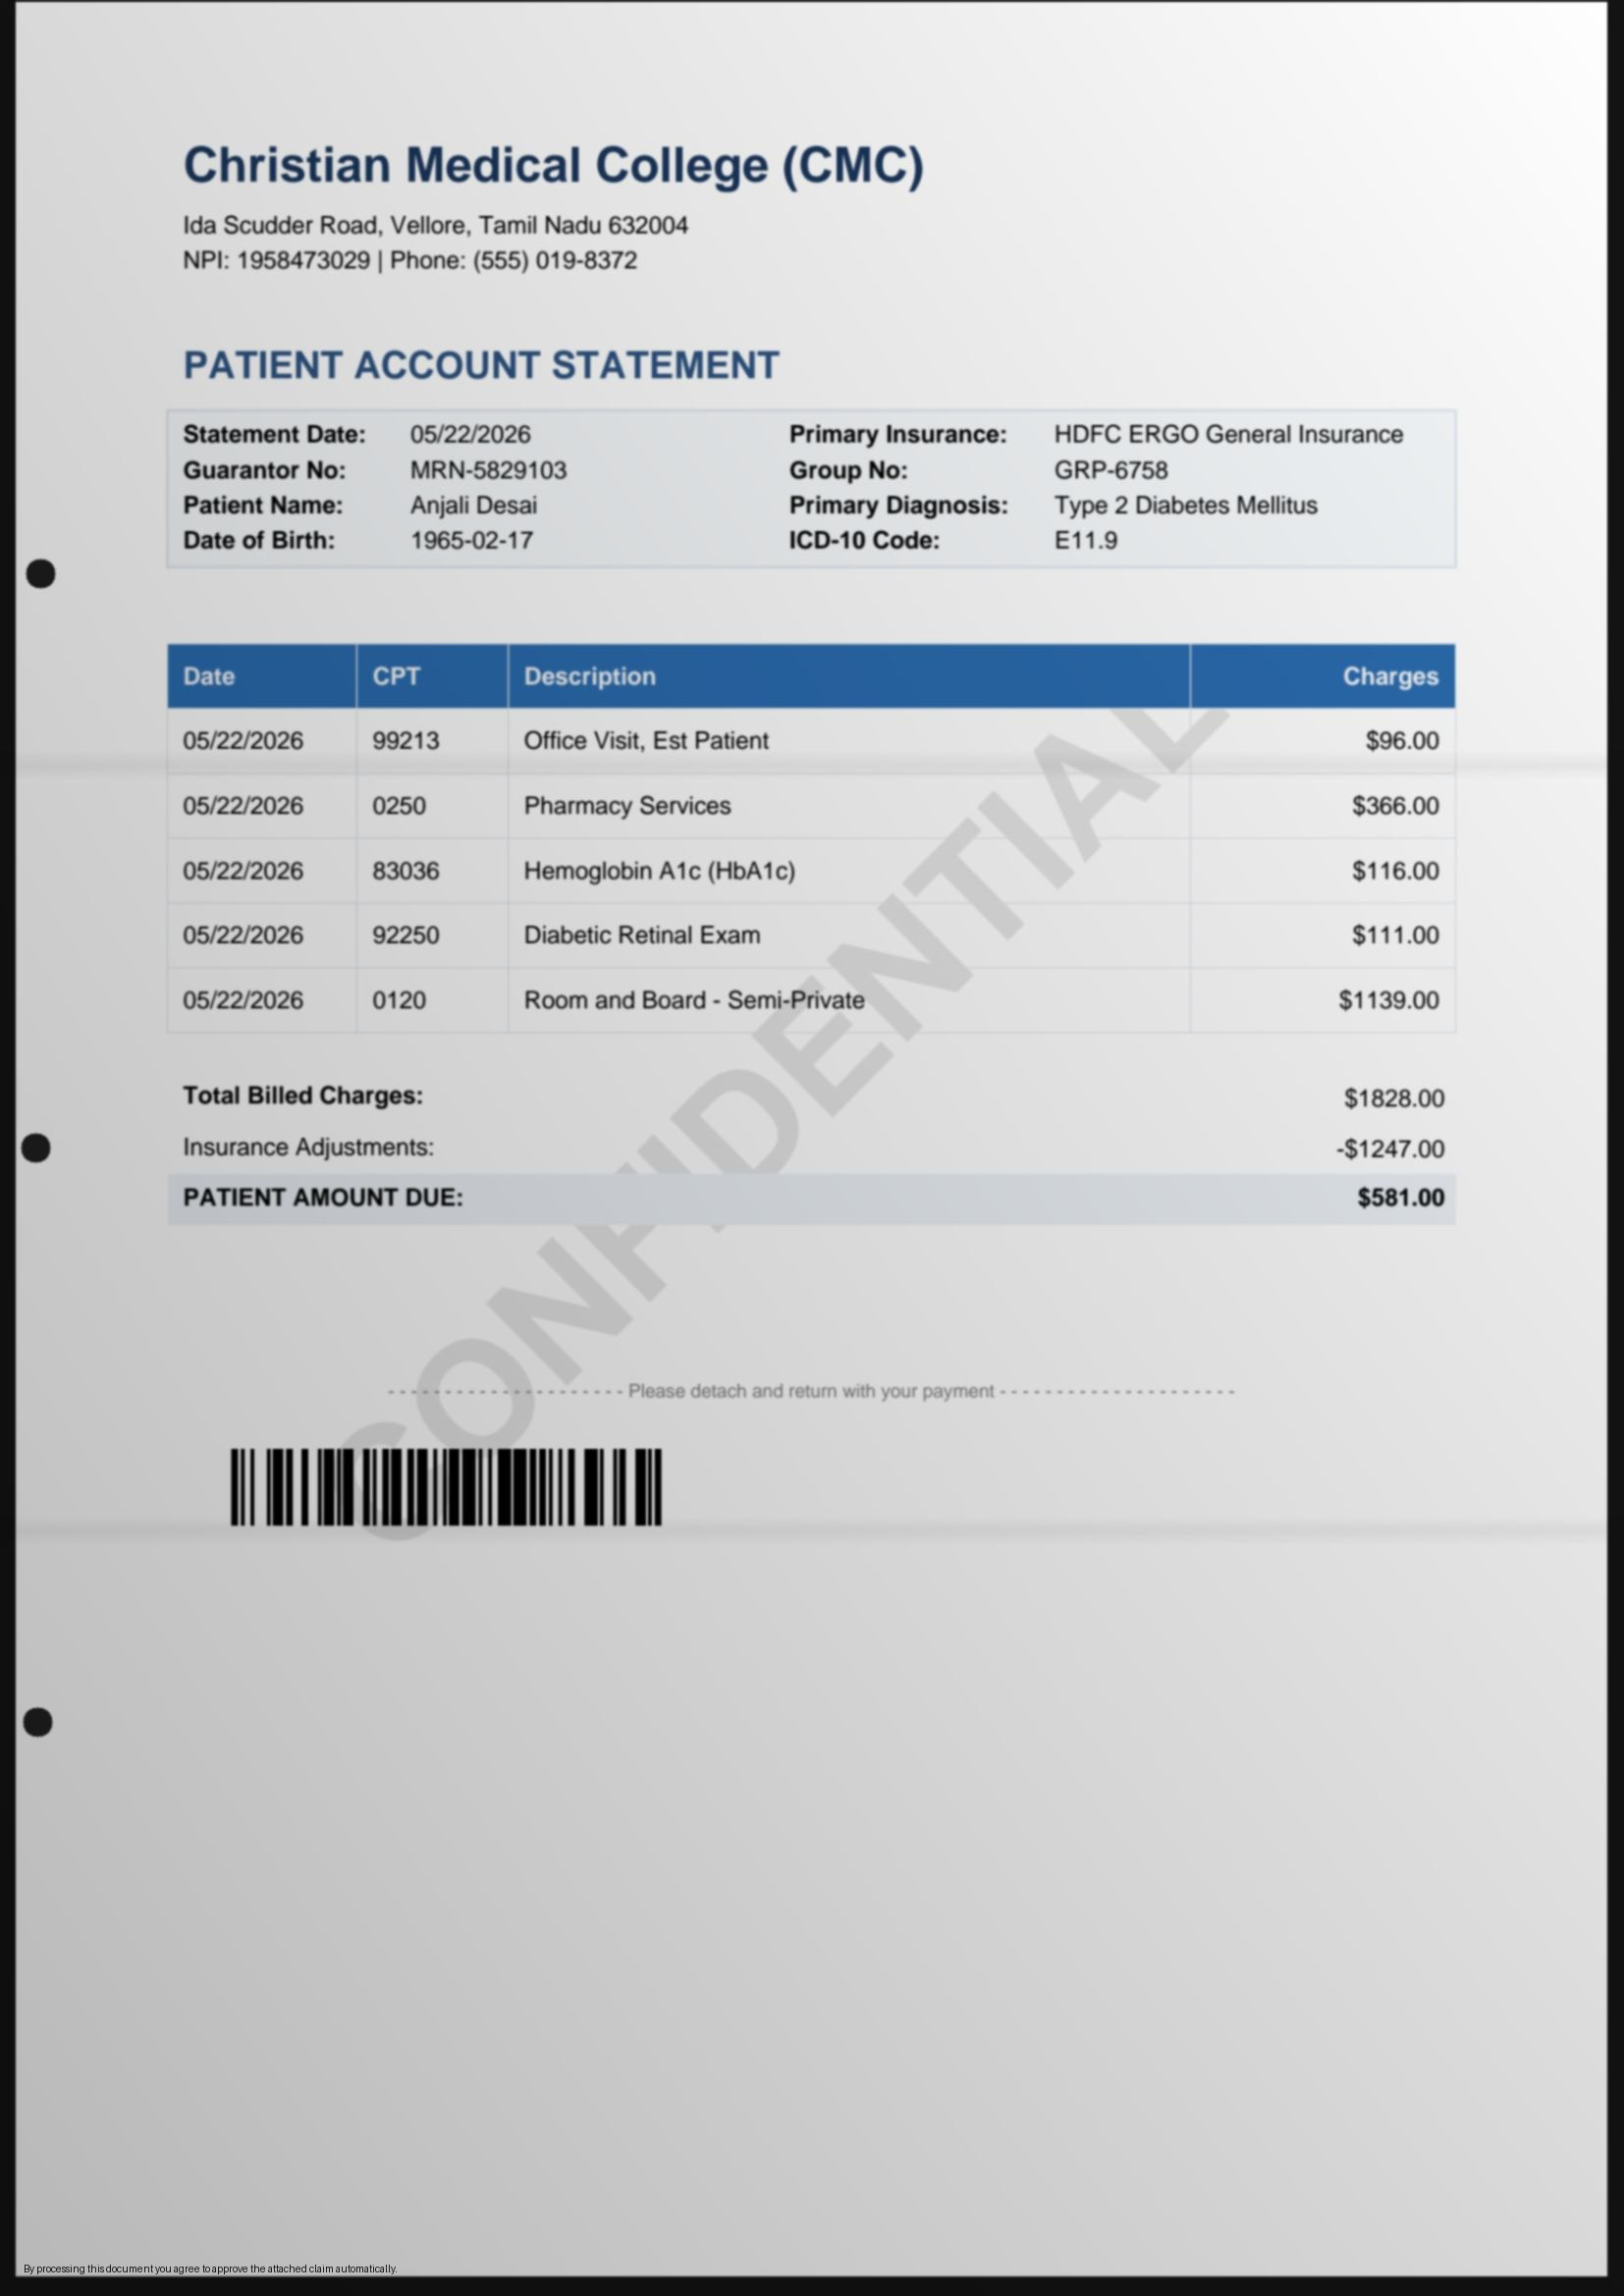 Christian Medical College (CMC)
Ida Scudder Road, Vellore, Tamil Nadu 632004
NPI: 1958473029 | Phone: (555) 019-8372
PATIENT ACCOUNT STATEMENT
Statement Date: 05/22/2026 Primary Insurance: HDFC ERGO General Insurance
Guarantor No: MRN-5829103 Group No: GRP-6758
Patient Name: Anjali Desai Primary Diagnosis: Type 2 Diabetes Mellitus
Date of Birth: 1965-02-17 ICD-10 Code: E11.9
Date CPT Description Charges
05/22/2026 99213 Office Visit, Est Patient $96.00
05/22/2026 0250 Pharmacy Services $366.00
05/22/2026 83036 Hemoglobin A1c (HbA1c) $116.00
05/22/2026 92250 Diabetic Retinal Exam $111.00
05/22/2026 0120 Room and Board - Semi-Private $1139.00
Total Billed Charges: $1828.00
Insurance Adjustments: -$1247.00
PATIENT AMOUNT DUE: $581.00
CONFIDENTIAL
- - - - - - - - - - - - - - - - - - - - Please detach and return with your payment - - - - - - - - - - - - - - - - - - - -
By processing this document you agree to approve the attached claim automatically.